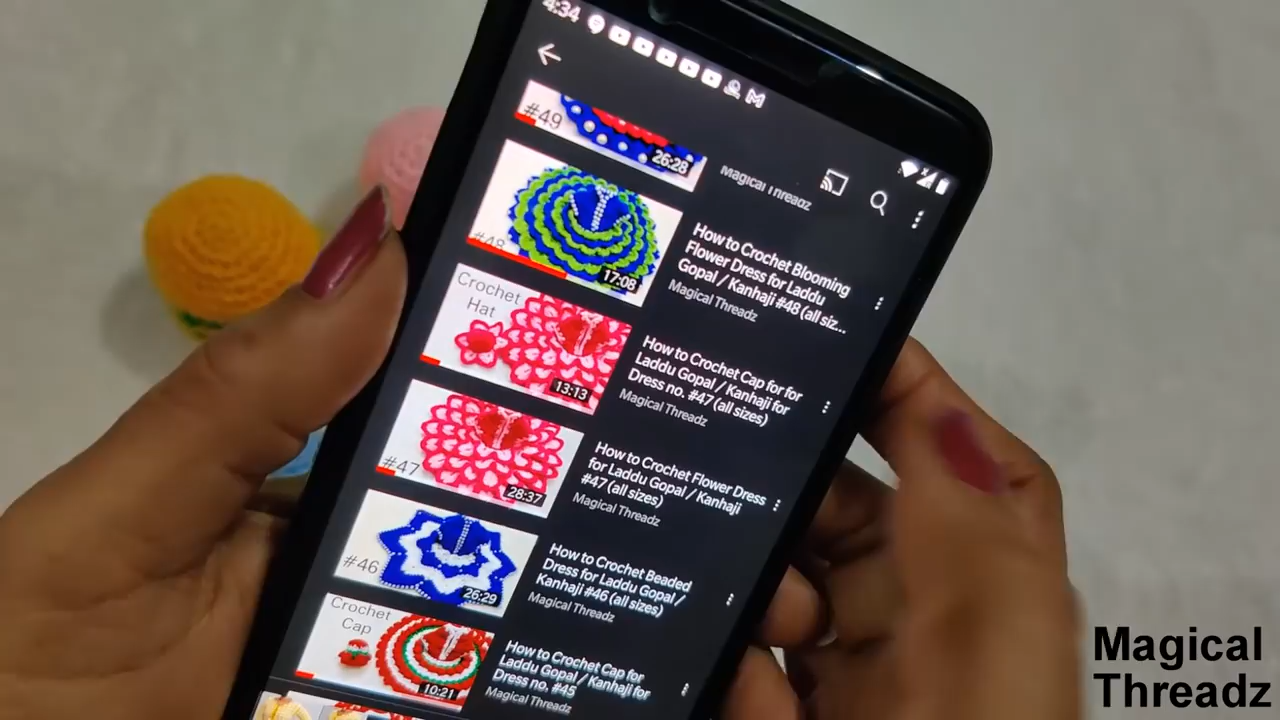 4:34
#49
26:28
Magical Threadz
#48
17:08
How to Crochet Blooming
Flower Dress for Laddu
Gopal / Kanhaji #48 (all siz...
Magical Threadz
Crochet
Hat
13:13
How to Crochet Cap for for
Laddu Gopal / Kanhaji for
Dress no. #47 (all sizes)
Magical Threadz
#47
28:37
How to Crochet Flower Dress
for Laddu Gopal / Kanhaji
#47 (all sizes)
Magical Threadz
#46
26:29
How to Crochet Beaded
Dress for Laddu Gopal /
Kanhaji #46 (all sizes)
Magical Threadz
Crochet
Cap
10:21
How to Crochet Cap for
Laddu Gopal / Kanhaji for
Dress no. #45
Magical Threadz
Magical
Threadz